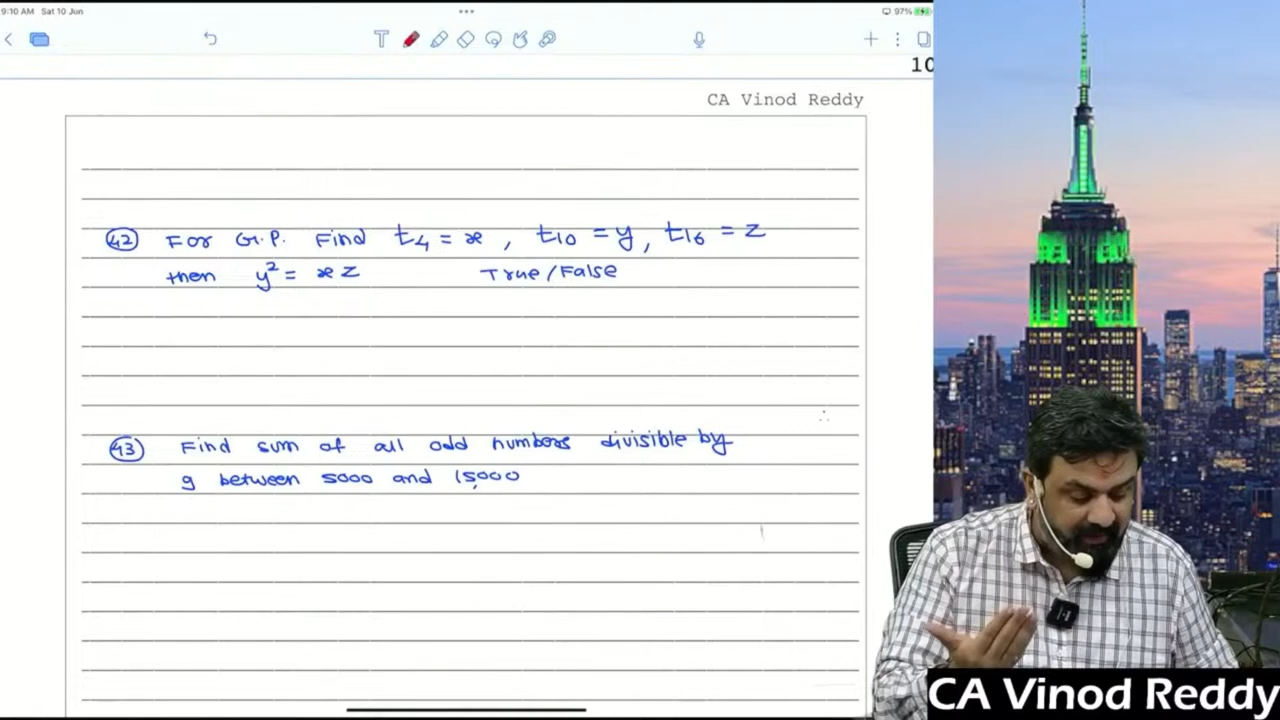 9:10 AM Sat 10 Jun
97%
10
CA Vinod Reddy
42 For G.P. Find t4 = x, t10 = y, t16 = z
then y² = xz True/False
43 Find sum of all odd numbers divisible by
9 between 5000 and 15,000
CA Vinod Reddy